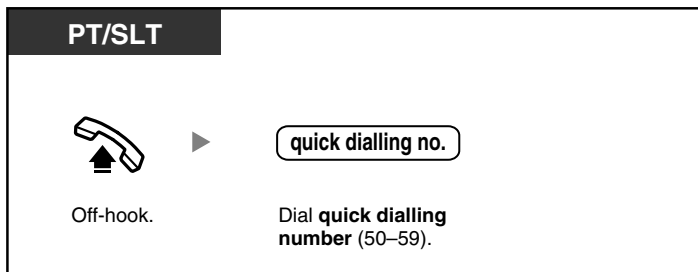 PT/SLT
quick dialling no.
Off-hook.
Dial quick dialling
number (50–59).